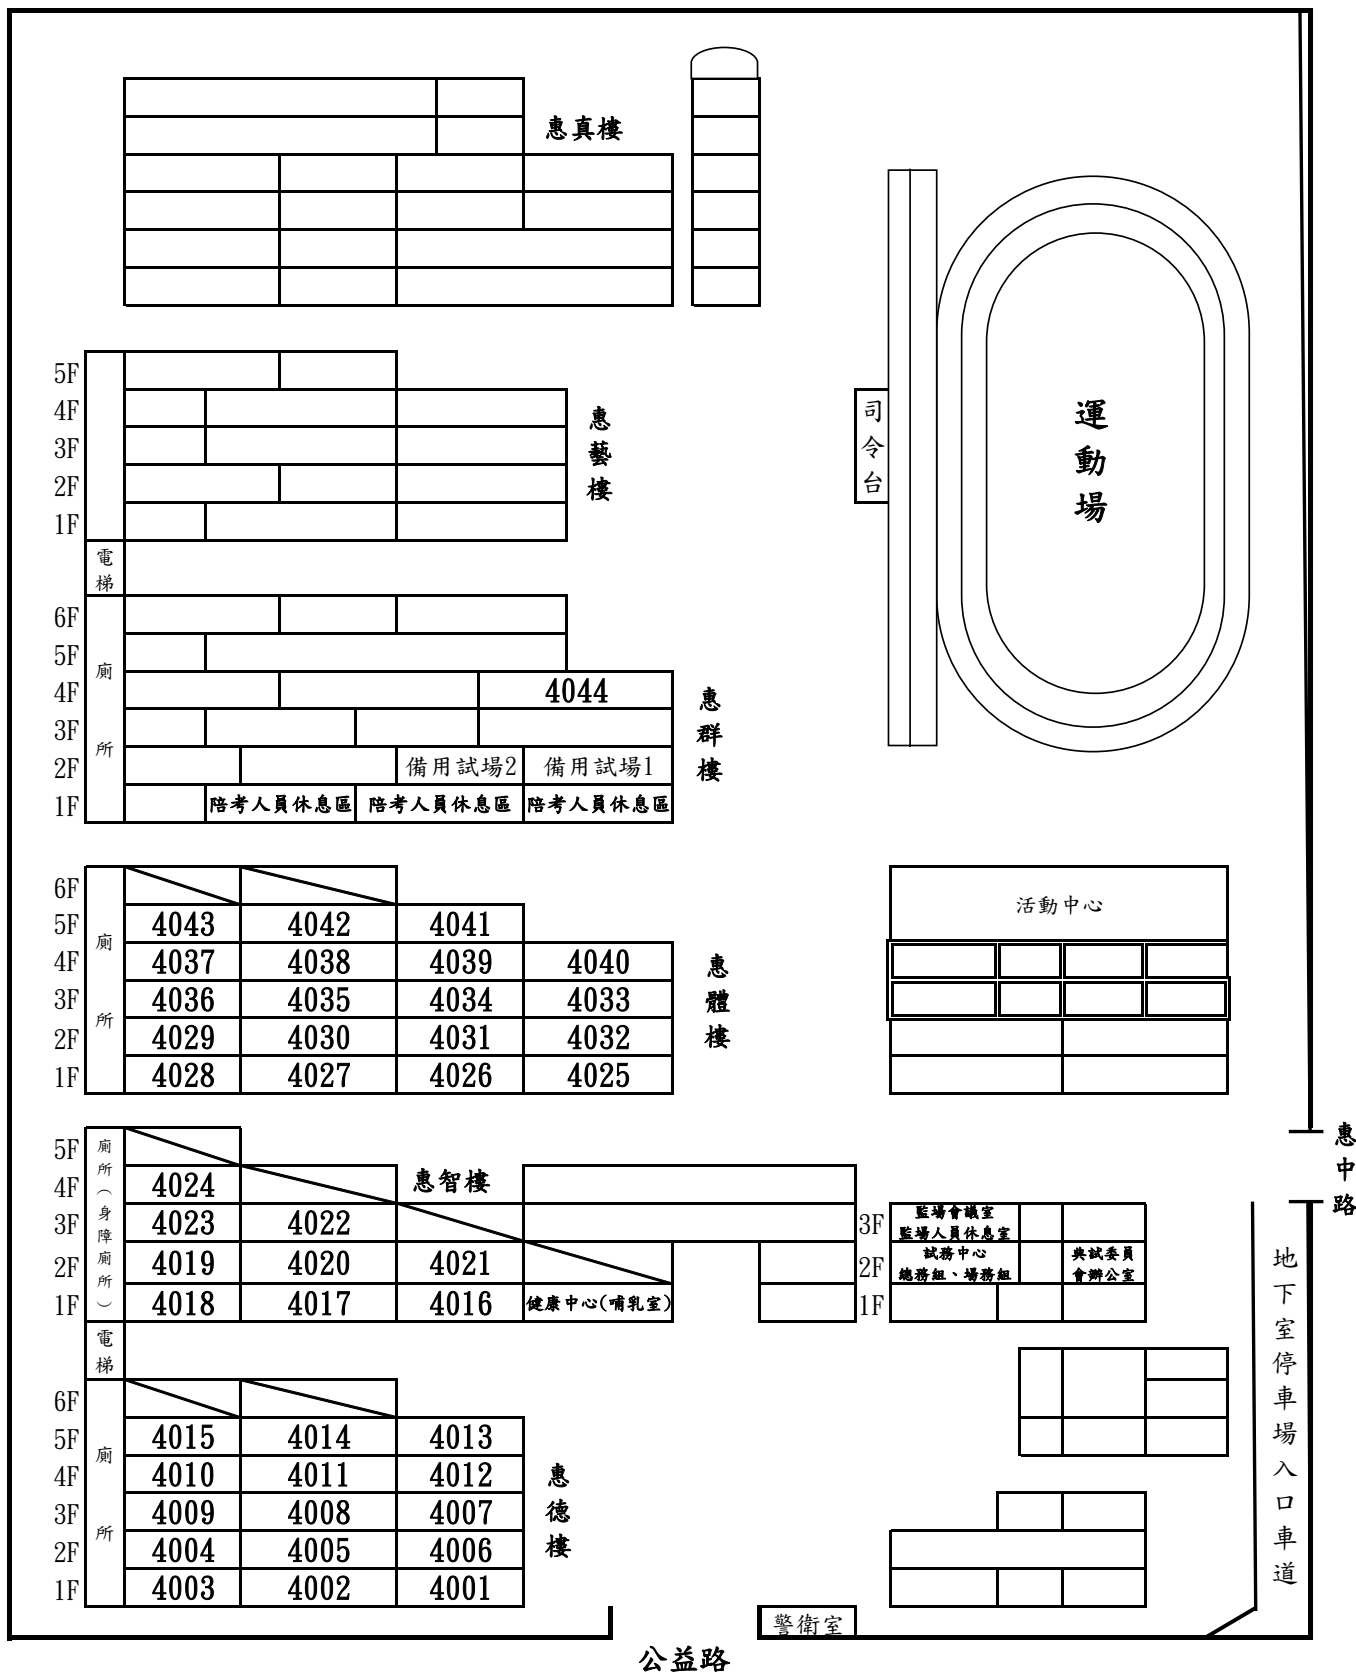 惠真樓
5F
4F
3F
2F
1F
惠藝樓
司令台
運動場
電梯
6F
5F
4F 4044
3F
2F 備用試場2 備用試場1
1F 陪考人員休息區 陪考人員休息區 陪考人員休息區
廁所
惠群樓
6F
5F 4043 4042 4041
4F 4037 4038 4039 4040
3F 4036 4035 4034 4033
2F 4029 4030 4031 4032
1F 4028 4027 4026 4025
廁所
惠體樓
活動中心
5F
4F 4024
3F 4023 4022
2F 4019 4020 4021
1F 4018 4017 4016 健康中心(哺乳室)
廁所（身障廁所）
惠智樓
3F 監場會議室
監場人員休息室
2F 試務中心
總務組、場務組
典試委員
會辦公室
1F
惠中路
地下室停車場入口車道
電梯
6F
5F 4015 4014 4013
4F 4010 4011 4012
3F 4009 4008 4007
2F 4004 4005 4006
1F 4003 4002 4001
廁所
惠德樓
警衛室
公益路